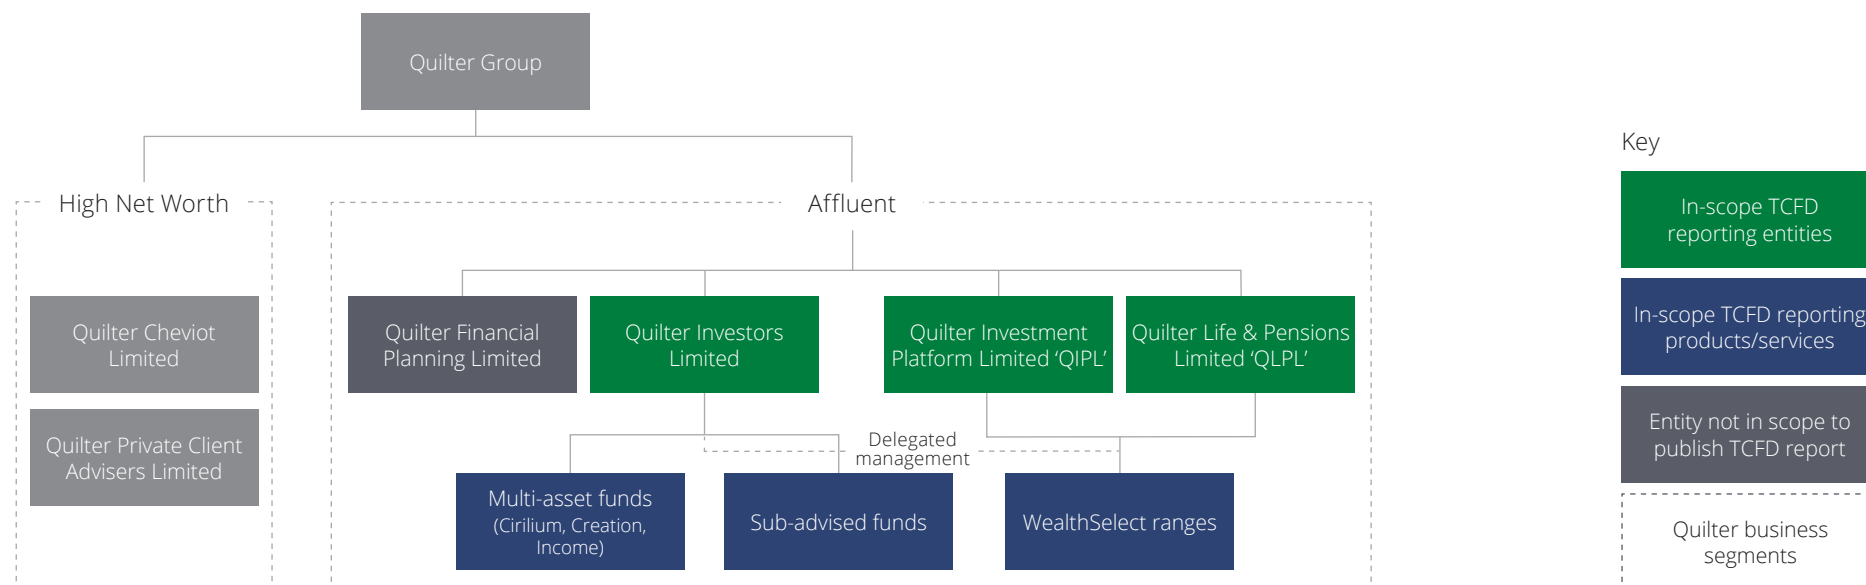 Quilter Group
High Net Worth
Affluent
Quilter Cheviot
Limited
Quilter Private Client
Advisers Limited
Quilter Financial
Planning Limited
Quilter Investors
Limited
Quilter Investment
Platform Limited ‘QIPL’
Quilter Life & Pensions
Limited ‘QLPL’
Delegated
management
Multi-asset funds
(Cirilium, Creation,
Income)
Sub-advised funds
WealthSelect ranges
Key
In-scope TCFD
reporting entities
In-scope TCFD reporting
products/services
Entity not in scope to
publish TCFD report
Quilter business
segments